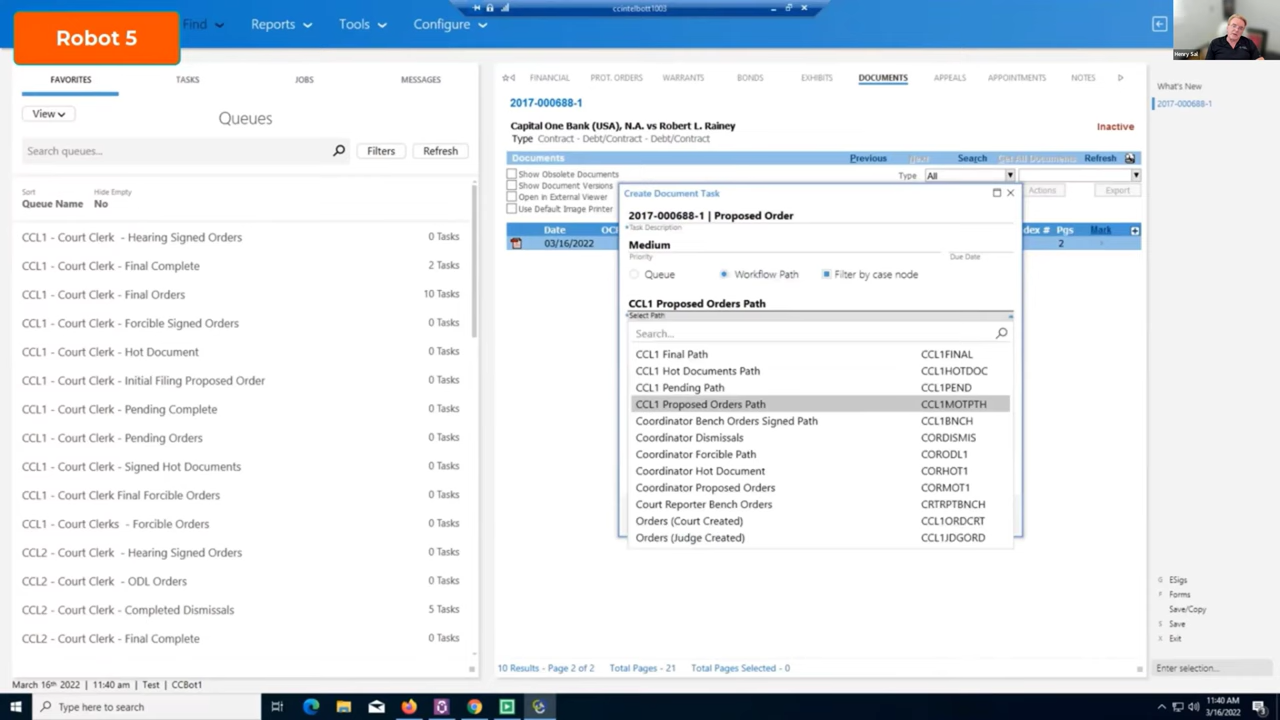 ccintelbott1003
Robot 5
Find
Reports
Tools
Configure
Henry Sal
FAVORITES
TASKS
JOBS
MESSAGES
View
Queues
Search queues...
Filters
Refresh
Sort
Hide Empty
Queue Name
No
CCL1 - Court Clerk - Hearing Signed Orders 0 Tasks
CCL1 - Court Clerk - Final Complete 2 Tasks
CCL1 - Court Clerk - Final Orders 10 Tasks
CCL1 - Court Clerk - Forcible Signed Orders 0 Tasks
CCL1 - Court Clerk - Hot Document 0 Tasks
CCL1 - Court Clerk - Initial Filing Proposed Order 0 Tasks
CCL1 - Court Clerk - Pending Complete 0 Tasks
CCL1 - Court Clerk - Pending Orders 0 Tasks
CCL1 - Court Clerk - Signed Hot Documents 0 Tasks
CCL1 - Court Clerk Final Forcible Orders 0 Tasks
CCL1 - Court Clerks - Forcible Orders 0 Tasks
CCL2 - Court Clerk - Hearing Signed Orders 0 Tasks
CCL2 - Court Clerk - ODL Orders 0 Tasks
CCL2 - Court Clerk - Completed Dismissals 5 Tasks
CCL2 - Court Clerk - Final Complete 0 Tasks
FINANCIAL
PROT. ORDERS
WARRANTS
BONDS
EXHIBITS
DOCUMENTS
APPEALS
APPOINTMENTS
NOTES
2017-000688-1
Capital One Bank (USA), N.A. vs Robert L. Rainey
Inactive
Type Contract - Debt/Contract - Debt/Contract
Documents
Previous
Next
Search
Get All Documents
Refresh
Show Obsolete Documents
Show Document Versions
Open in External Viewer
Use Default Image Printer
Type All
Actions
Export
Date
Pgs
Mark
03/16/2022
2
Create Document Task
2017-000688-1 | Proposed Order
*Task Description
Medium
Priority
Due Date
Queue
Workflow Path
Filter by case node
CCL1 Proposed Orders Path
*Select Path
Search...
CCL1 Final Path CCL1FINAL
CCL1 Hot Documents Path CCL1HOTDOC
CCL1 Pending Path CCL1PEND
CCL1 Proposed Orders Path CCL1MOTPTH
Coordinator Bench Orders Signed Path CCL1BNCH
Coordinator Dismissals CORDISMIS
Coordinator Forcible Path CORODL1
Coordinator Hot Document CORHOT1
Coordinator Proposed Orders CORMOT1
Court Reporter Bench Orders CRTRPTBNCH
Orders (Court Created) CCL1ORDCRT
Orders (Judge Created) CCL1JDGORD
10 Results - Page 2 of 2
Total Pages - 21
Total Pages Selected - 0
What's New
2017-000688-1
ESigs
F Forms
Save/Copy
S Save
X Exit
Enter selection...
March 16th 2022 | 11:40 am | Test | CCBot1
Type here to search
11:40 AM
3/16/2022